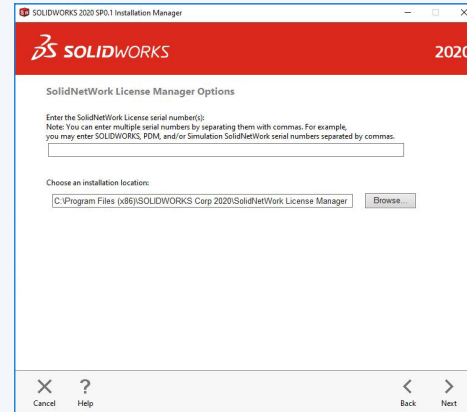 SOLIDWORKS 2020 SP0.1 Installation Manager
SOLIDWORKS
2020
SolidNetWork License Manager Options
Enter the SolidNetWork License serial number(s):
Note: You can enter multiple serial numbers by separating them with commas. For example,
you may enter SOLIDWORKS, PDM, and/or Simulation SolidNetWork serial numbers separated by commas.
Choose an installation location:
C:\Program Files (x86)\SOLIDWORKS Corp 2020\SolidNetWork License Manager
Browse...
Cancel
Help
Back
Next